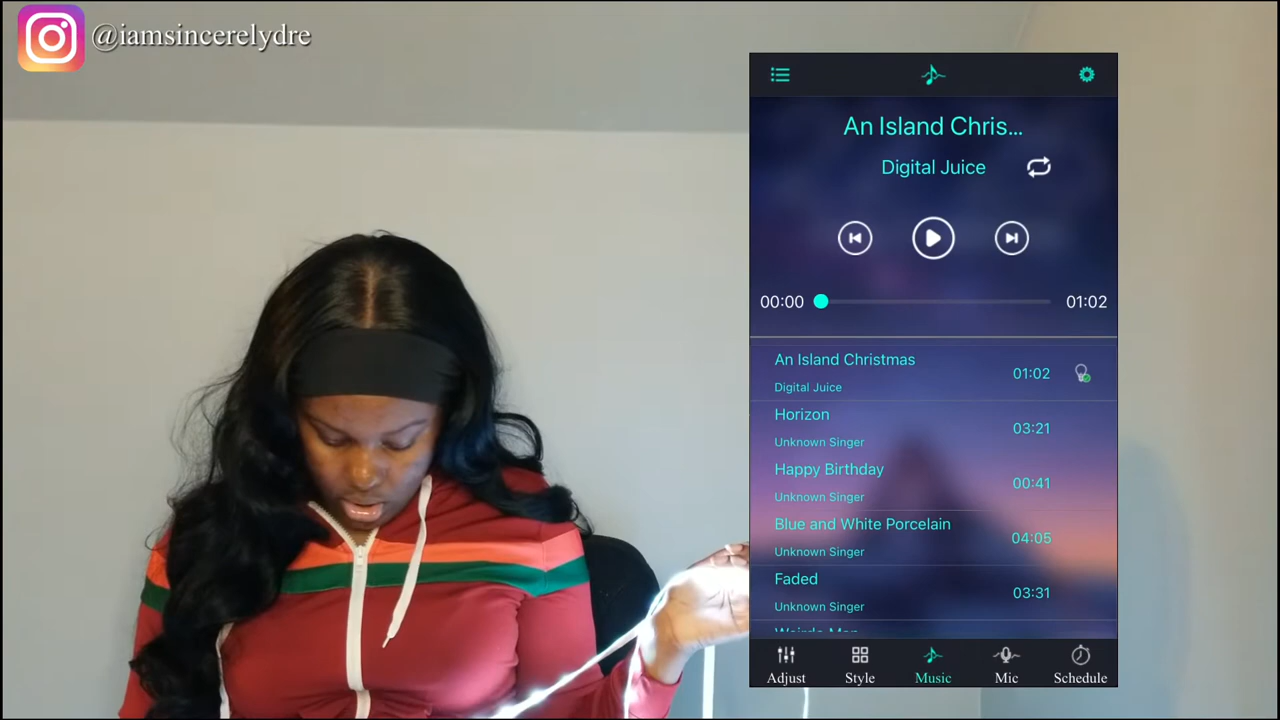 @iamsincerelydre
An Island Chris...
Digital Juice
00:00
01:02
An Island Christmas
01:02
Digital Juice
Horizon
03:21
Unknown Singer
Happy Birthday
00:41
Unknown Singer
Blue and White Porcelain
04:05
Unknown Singer
Faded
03:31
Unknown Singer
Adjust
Style
Music
Mic
Schedule